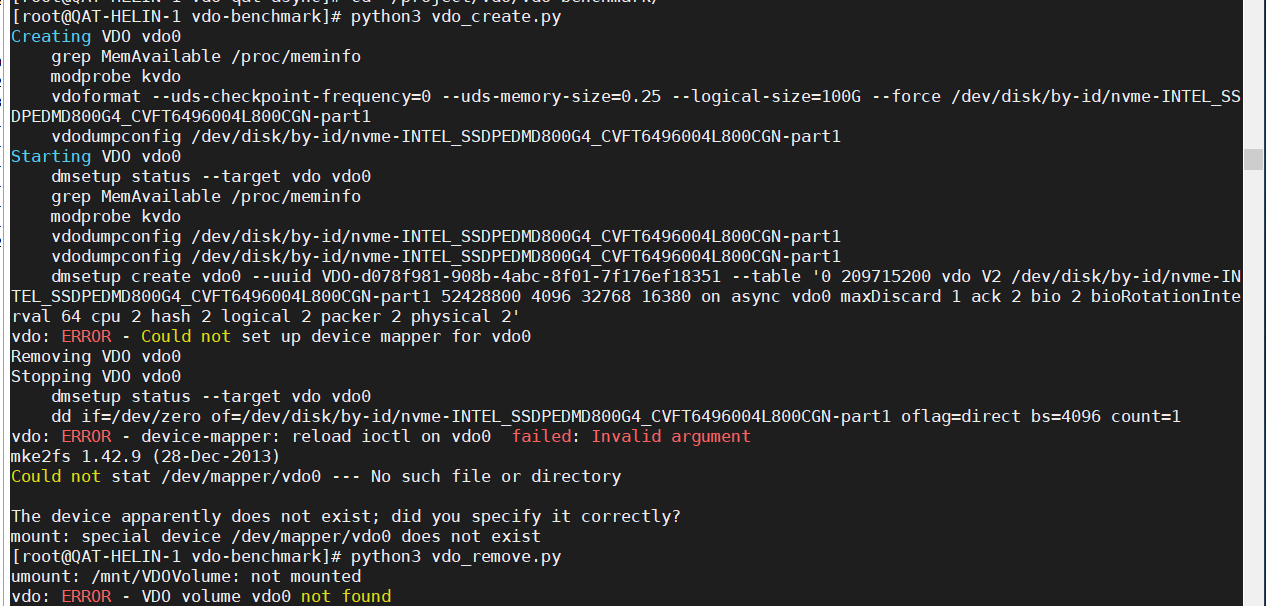 [root@QAT-HELIN-1 vdo-benchmark]# python3 vdo_create.py
Creating VDO vdo0
    grep MemAvailable /proc/meminfo
    modprobe kvdo
    vdoformat --uds-checkpoint-frequency=0 --uds-memory-size=0.25 --logical-size=100G --force /dev/disk/by-id/nvme-INTEL_SS
DPEDMD800G4_CVFT6496004L800CGN-part1
    vdodumpconfig /dev/disk/by-id/nvme-INTEL_SSDPEDMD800G4_CVFT6496004L800CGN-part1
Starting VDO vdo0
    dmsetup status --target vdo vdo0
    grep MemAvailable /proc/meminfo
    modprobe kvdo
    vdodumpconfig /dev/disk/by-id/nvme-INTEL_SSDPEDMD800G4_CVFT6496004L800CGN-part1
    vdodumpconfig /dev/disk/by-id/nvme-INTEL_SSDPEDMD800G4_CVFT6496004L800CGN-part1
    dmsetup create vdo0 --uuid VDO-d078f981-908b-4abc-8f01-7f176ef18351 --table '0 209715200 vdo V2 /dev/disk/by-id/nvme-IN
TEL_SSDPEDMD800G4_CVFT6496004L800CGN-part1 52428800 4096 32768 16380 on async vdo0 maxDiscard 1 ack 2 bio 2 bioRotationInte
rval 64 cpu 2 hash 2 logical 2 packer 2 physical 2'
vdo: ERROR - Could not set up device mapper for vdo0
Removing VDO vdo0
Stopping VDO vdo0
    dmsetup status --target vdo vdo0
    dd if=/dev/zero of=/dev/disk/by-id/nvme-INTEL_SSDPEDMD800G4_CVFT6496004L800CGN-part1 oflag=direct bs=4096 count=1
vdo: ERROR - device-mapper: reload ioctl on vdo0  failed: Invalid argument
mke2fs 1.42.9 (28-Dec-2013)
Could not stat /dev/mapper/vdo0 --- No such file or directory

The device apparently does not exist; did you specify it correctly?
mount: special device /dev/mapper/vdo0 does not exist
[root@QAT-HELIN-1 vdo-benchmark]# python3 vdo_remove.py
umount: /mnt/VDOVolume: not mounted
vdo: ERROR - VDO volume vdo0 not found